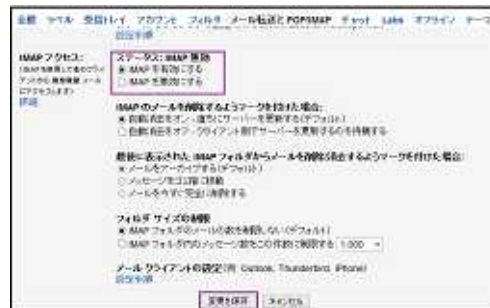 全般 ラベル 受信トレイ アカウント フィルタ メール転送と POP/IMAP チャット Labs オフライン テーマ
設定手順
IMAP アクセス:
ステータス: IMAP 無効
IMAP を有効にする
IMAP を無効にする
詳細
IMAP のメールを削除するようマークを付けた場合:
自動消去をオン - 直ちにサーバーを更新する(デフォルト)
自動消去をオフ - クライアント側でサーバーを更新するのを待機する
最後に表示された IMAP フォルダからメールを削除/消去するようマークを付けた場合:
メールをアーカイブする(デフォルト)
メッセージをゴミ箱に移動
メールを今すぐ完全に削除する
フォルダ サイズの制限
IMAP フォルダのメールの数を制限しない (デフォルト)
IMAP フォルダ内のメッセージ数をこの件数に制限する 1,000
メール クライアントの設定(例: Outlook, Thunderbird, iPhone)
設定手順
変更を保存 キャンセル